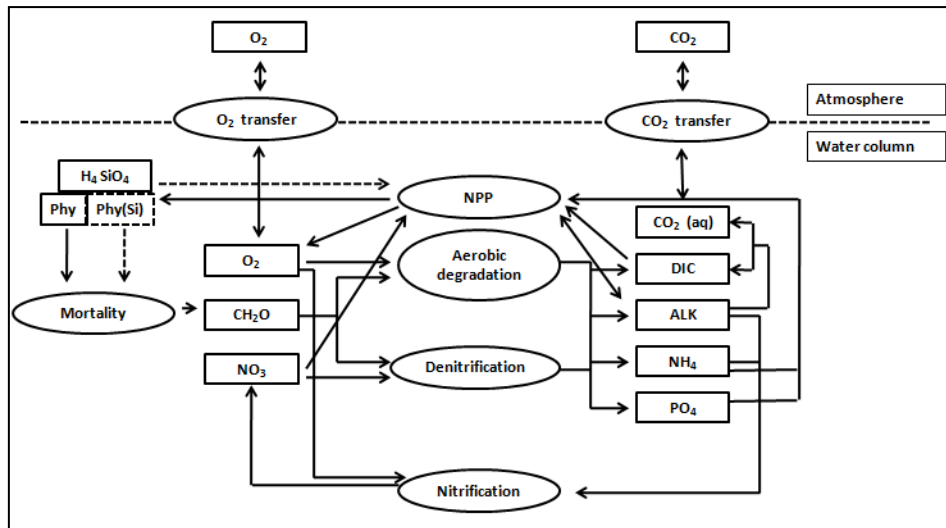 O₂
CO₂
Atmosphere
O₂ transfer
CO₂ transfer
Water column
H₄ SiO₄
Phy
Phy(Si)
NPP
CO₂ (aq)
O₂
Aerobic
degradation
DIC
Mortality
CH₂O
ALK
NO₃
Denitrification
NH₄
PO₄
Nitrification